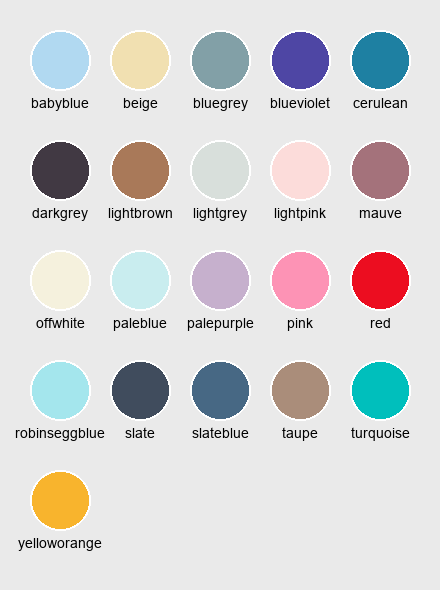 babyblue beige bluegrey blueviolet cerulean
darkgrey lightbrown lightgrey lightpink mauve
offwhite paleblue palepurple pink red
robinseggblue slate slateblue taupe turquoise
yelloworange